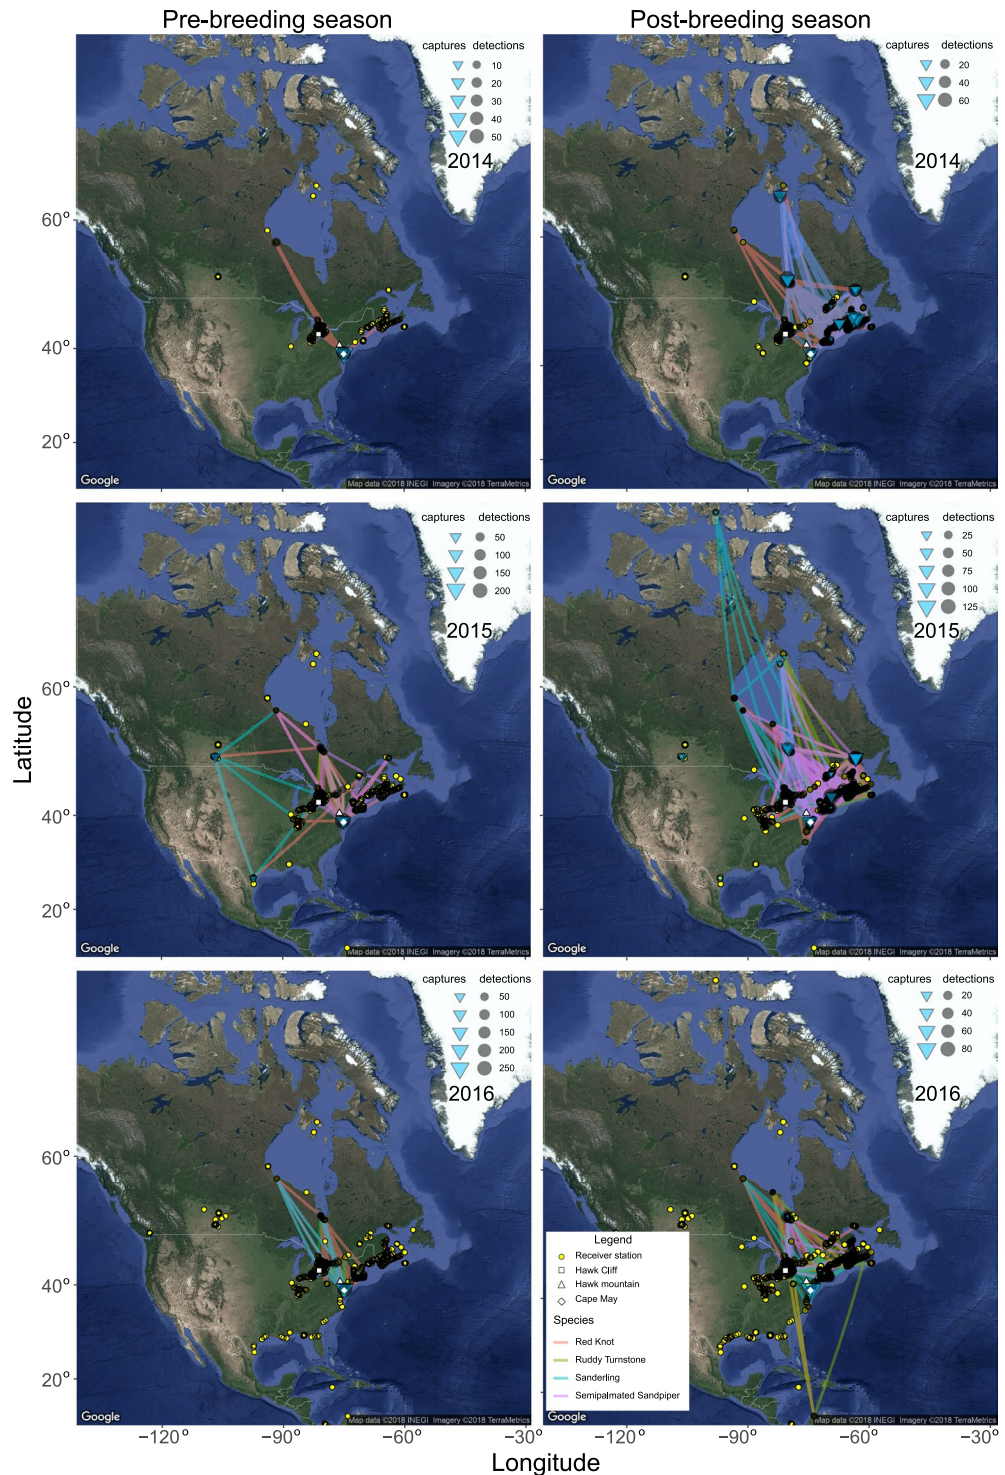 Pre-breeding season
Post-breeding season
captures detections
10
20
30
40
50
2014
captures detections
20
40
60
2014
60°
40°
20°
Google
Map data ©2018 INEGI Imagery ©2018 TerraMetrics
Google
Map data ©2018 INEGI Imagery ©2018 TerraMetrics
captures detections
50
100
150
200
2015
captures detections
25
50
75
100
125
2015
Latitude
60°
40°
20°
Google
Map data ©2018 INEGI Imagery ©2018 TerraMetrics
Google
Map data ©2018 INEGI Imagery ©2018 TerraMetrics
captures detections
50
100
150
200
250
2016
captures detections
20
40
60
80
2016
60°
40°
20°
Legend
Receiver station
Hawk Cliff
Hawk mountain
Cape May
Species
Red Knot
Ruddy Turnstone
Sanderling
Semipalmated Sandpiper
Google
Map data ©2018 INEGI Imagery ©2018 TerraMetrics
Google
Map data ©2018 INEGI Imagery ©2018 TerraMetrics
−120° −90° −60° −30°
−120° −90° −60° −30°
Longitude